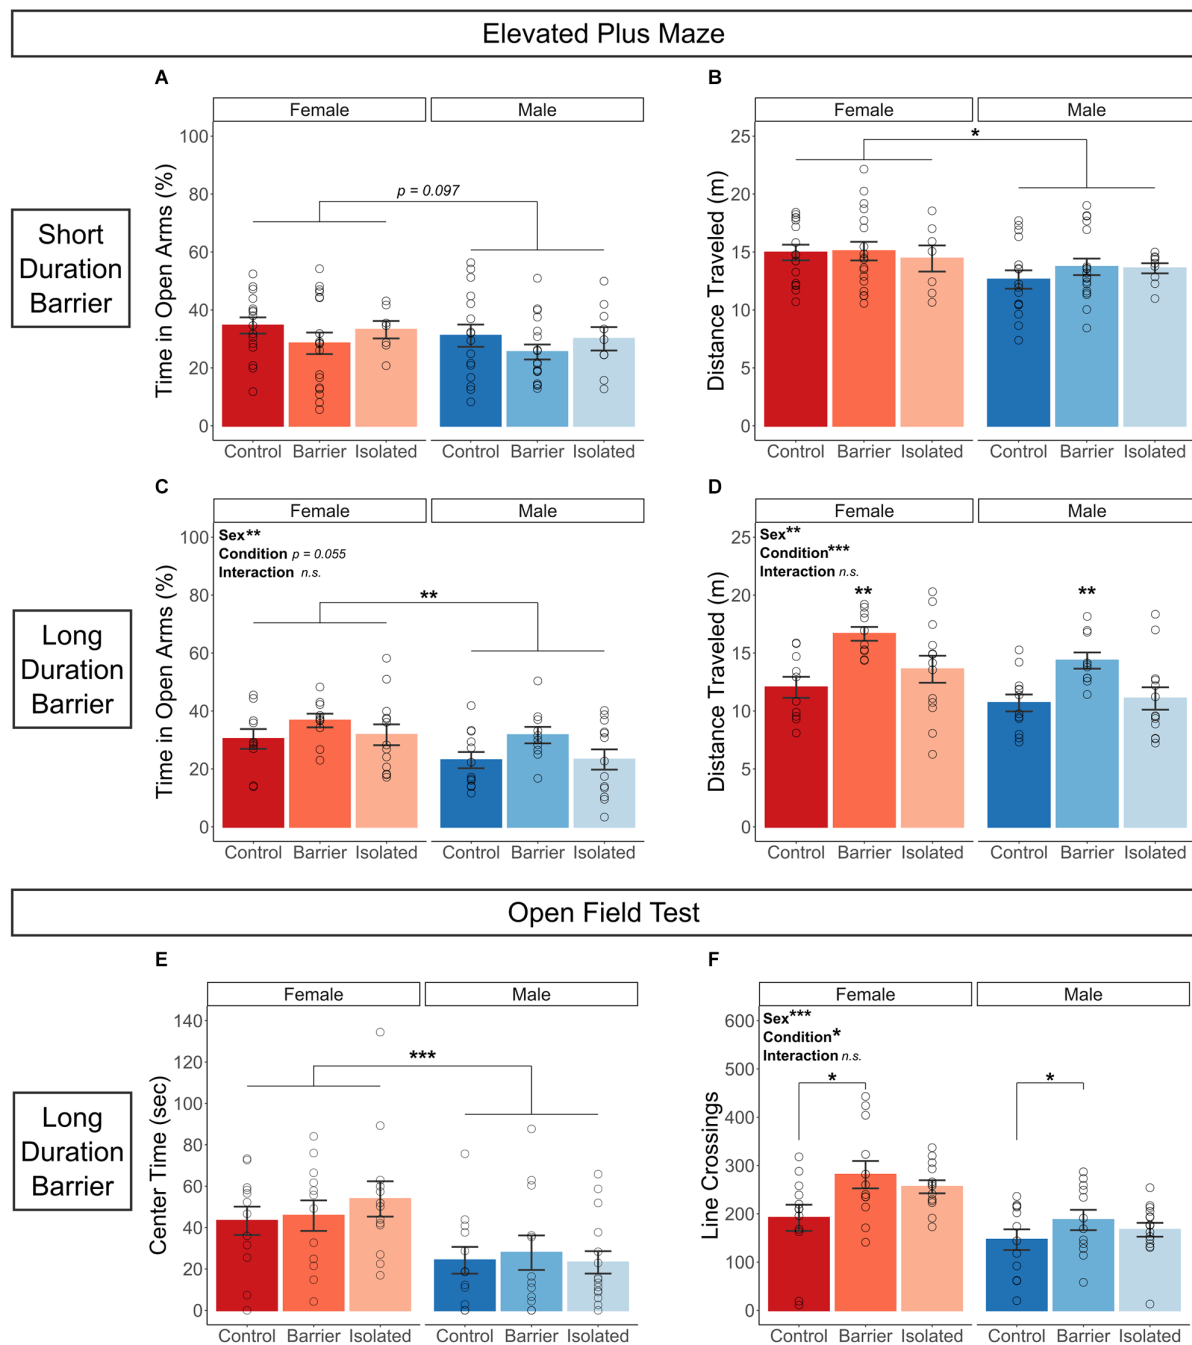 Elevated Plus Maze
Short
Duration
Barrier
A
Female
Male
Time in Open Arms (%)
100
80
60
40
20
0
p = 0.097
Control Barrier Isolated
Control Barrier Isolated
B
Female
Male
Distance Traveled (m)
25
20
15
10
5
0
*
Control Barrier Isolated
Control Barrier Isolated
Long
Duration
Barrier
C
Female
Male
Sex**
Condition p = 0.055
Interaction n.s.
Time in Open Arms (%)
100
80
60
40
20
0
**
Control Barrier Isolated
Control Barrier Isolated
D
Female
Male
Sex**
Condition***
Interaction n.s.
Distance Traveled (m)
25
20
15
10
5
0
**
**
Control Barrier Isolated
Control Barrier Isolated
Open Field Test
Long
Duration
Barrier
E
Female
Male
Center Time (sec)
140
120
100
80
60
40
20
0
***
Control Barrier Isolated
Control Barrier Isolated
F
Female
Male
Sex***
Condition*
Interaction n.s.
Line Crossings
600
500
400
300
200
100
0
*
*
Control Barrier Isolated
Control Barrier Isolated